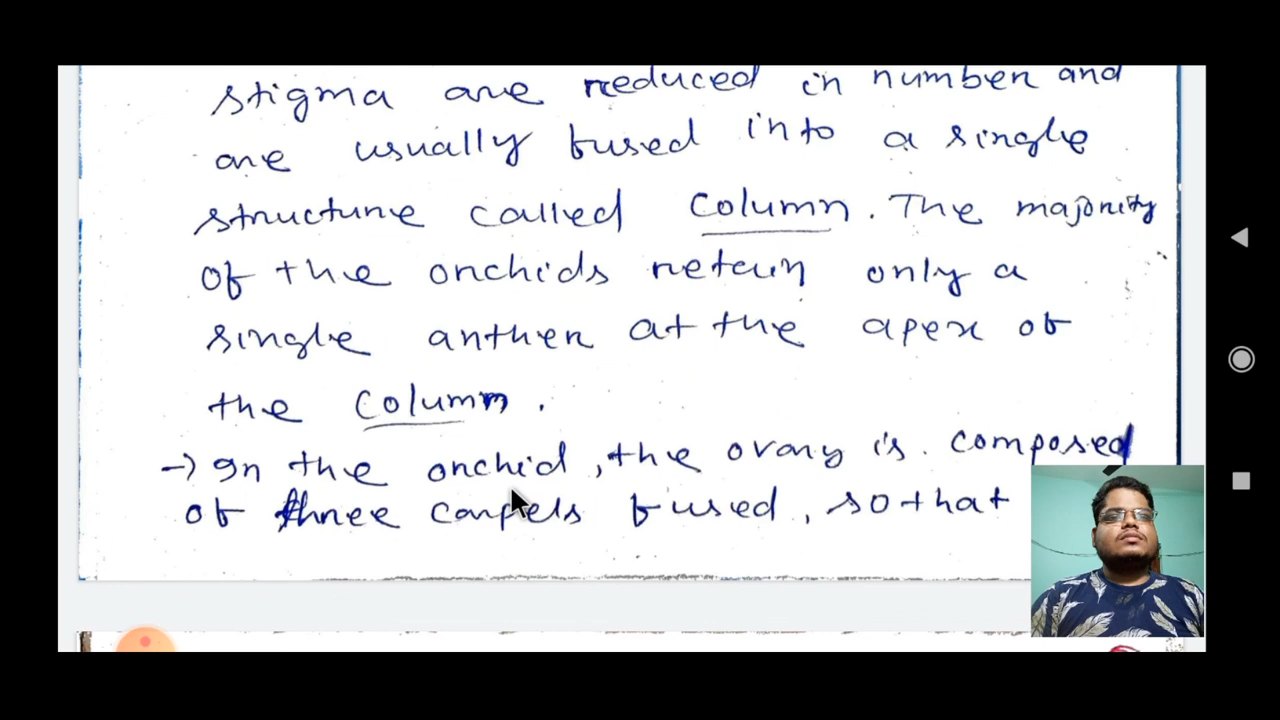 stigma are reduced in number and
are usually fused into a single
structure called column. The majority
of the orchids retain only a
single anther at the apex of
the column.
→ In the orchid, the ovary is composed
of three carpels fused, so that